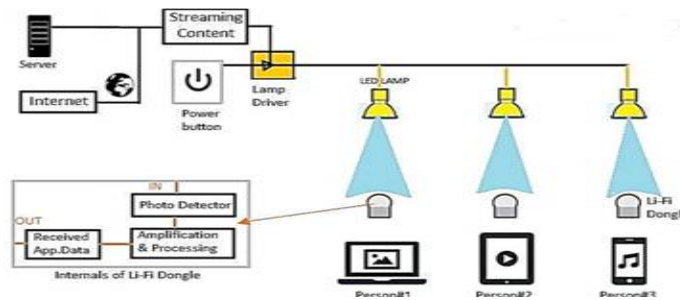 Streaming
Content
Server
Internet
Power
button
Lamp
Driver
LED LAMP
IN
Photo Detector
OUT
Received
App.Data
Amplification
& Processing
Internals of Li-Fi Dongle
Li-Fi
Dongl
Person#1
Person#2
Person#3